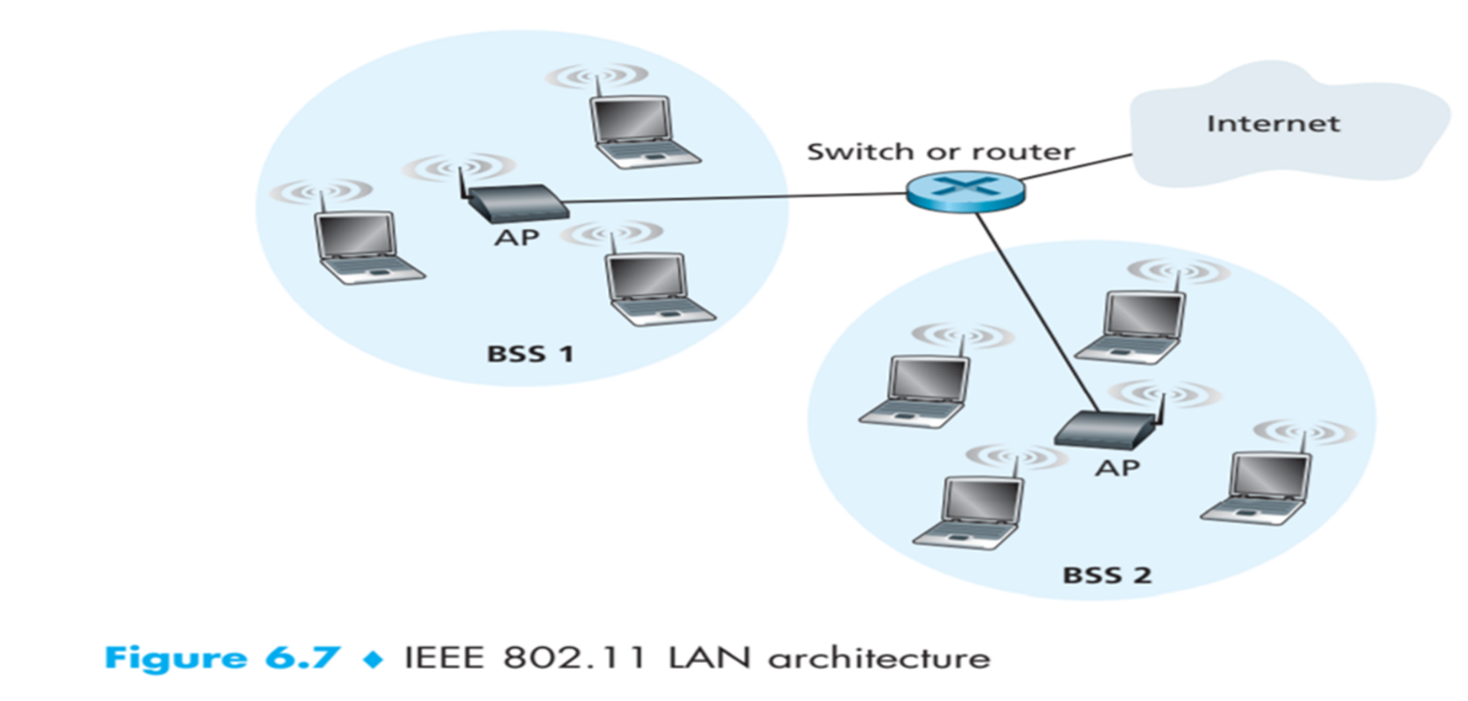 Internet
Switch or router
AP
BSS 1
AP
BSS 2
Figure 6.7 ◆ IEEE 802.11 LAN architecture